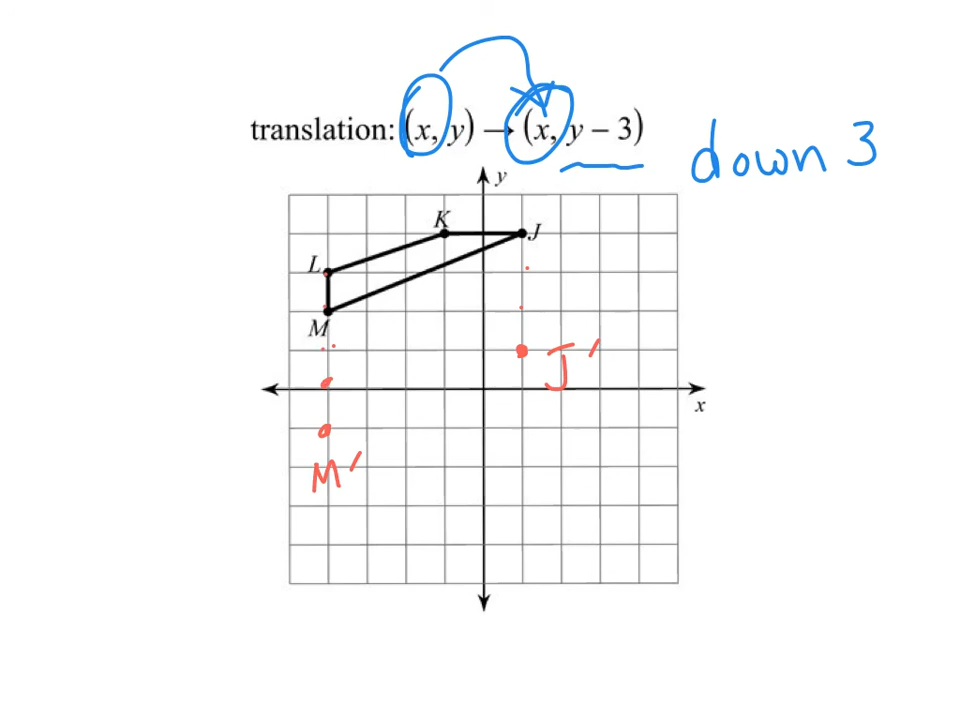 translation: (x, y) → (x, y − 3)
down 3
y
K
J
L
M
J′
x
M′